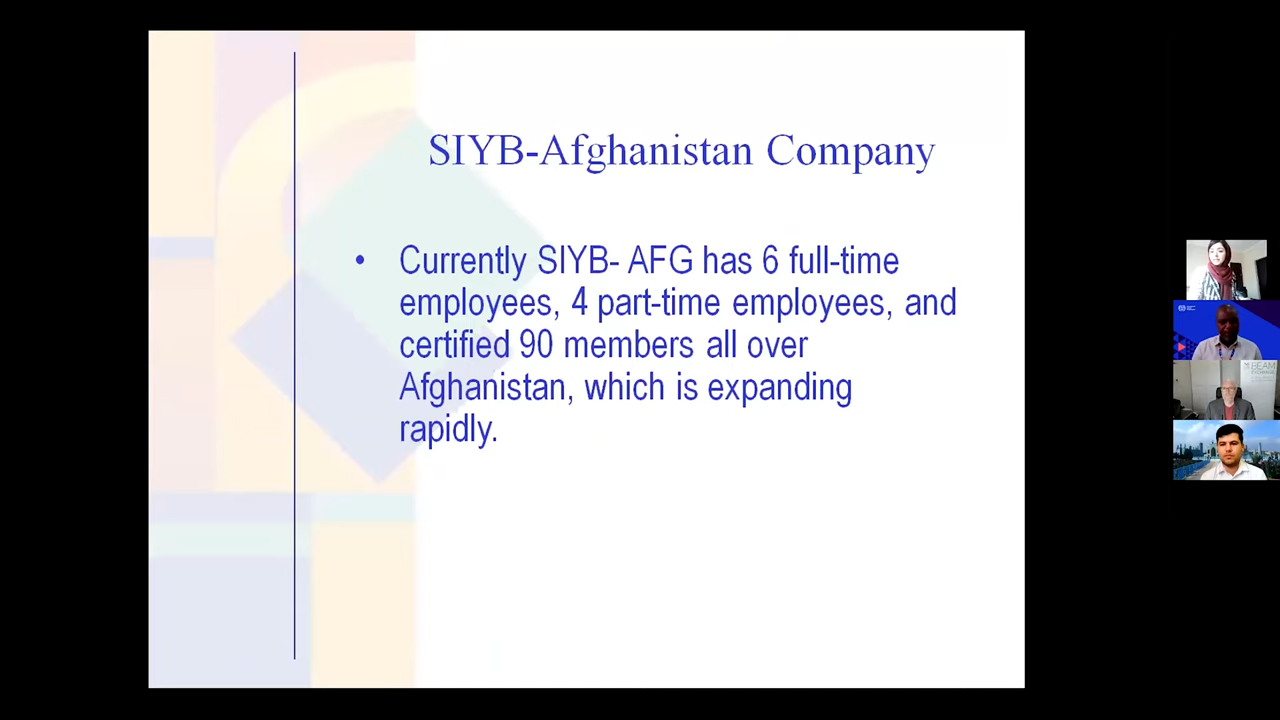 SIYB-Afghanistan Company
• Currently SIYB- AFG has 6 full-time
employees, 4 part-time employees, and
certified 90 members all over
Afghanistan, which is expanding
rapidly.
BEAM